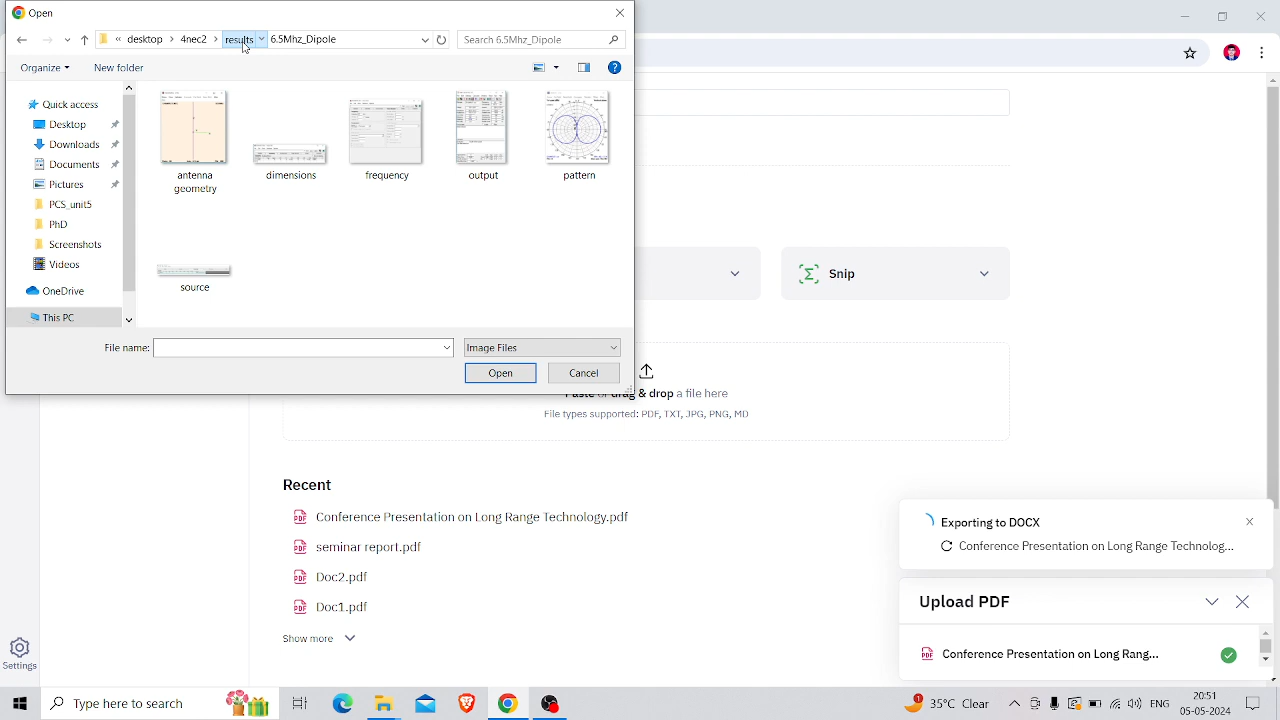 Open
« desktop › 4nec2 › results 6.5Mhz_Dipole
Search 6.5Mhz_Dipole
Organize
New folder
Quick access
Desktop
Downloads
Documents
Pictures
PCS_unit5
PhD
Screenshots
Videos
OneDrive
This PC
antenna geometry
dimensions
frequency
output
pattern
source
File name:
Image Files
Open
Cancel
Snip
Paste or drag & drop a file here
File types supported: PDF, TXT, JPG, PNG, MD
Recent
Conference Presentation on Long Range Technology.pdf
seminar report.pdf
Doc2.pdf
Doc1.pdf
Show more
Exporting to DOCX
Conference Presentation on Long Range Technolog...
Upload PDF
Conference Presentation on Long Rang...
Settings
Type here to search
35°C Clear
ENG
20:51
05-05-2024